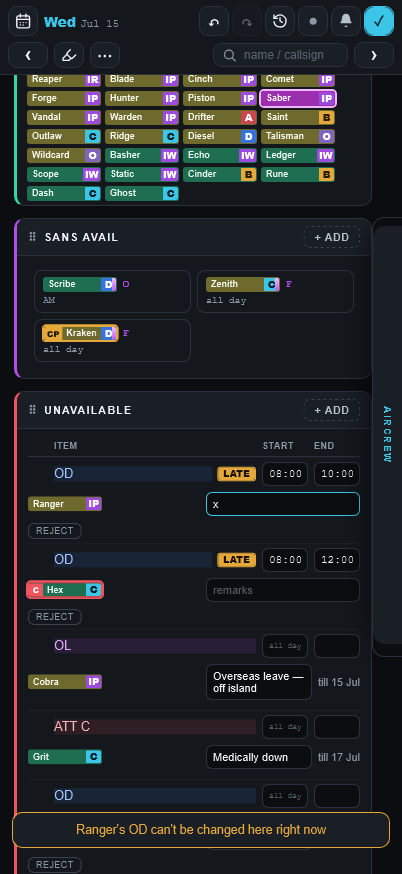 Wed Jul 15
name / callsign
Reaper IR Blade IP Cinch IP Comet IP
Forge IP Hunter IP Piston IP Saber IP
Vandal IP Warden IP Drifter A Saint B
Outlaw C Ridge C Diesel D Talisman O
Wildcard O Basher IW Echo IW Ledger IW
Scope IW Static IW Cinder B Rune B
Dash C Ghost C
SANS AVAIL + ADD
Scribe D O Zenith C F
AM all day
CP Kraken D F
all day
AIRCREW
UNAVAILABLE + ADD
ITEM START END
OD LATE 08:00 10:00
Ranger IP x
REJECT
OD LATE 08:00 12:00
C Hex C remarks
REJECT
OL all day
Cobra IP Overseas leave — off island till 15 Jul
ATT C all day
Grit C Medically down till 17 Jul
OD all day
Ranger's OD can't be changed here right now
REJECT